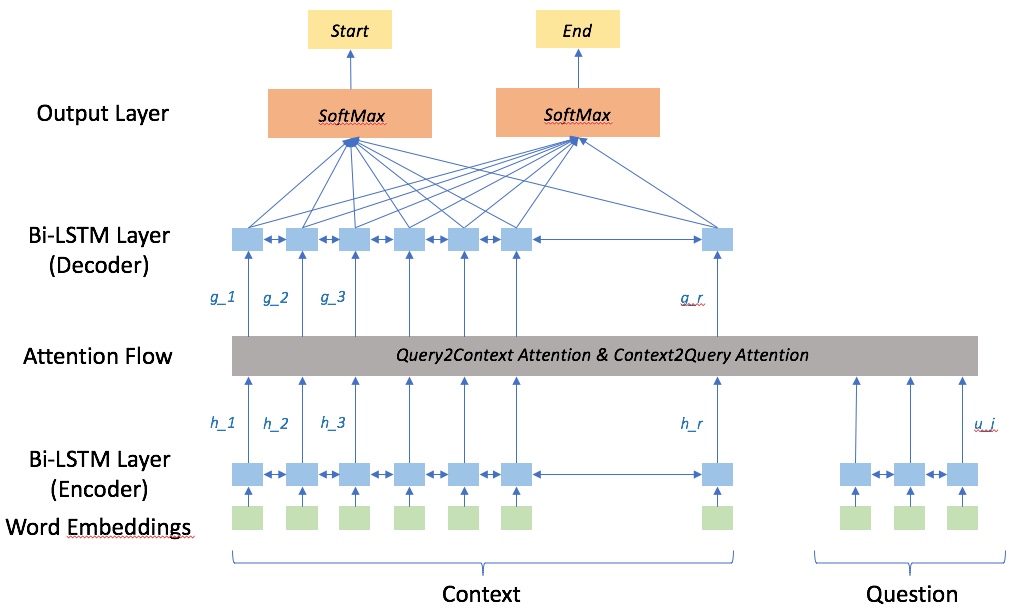 Start
End
Output Layer
SoftMax
SoftMax
Bi-LSTM Layer
(Decoder)
g_1
g_2
g_3
g_r
Attention Flow
Query2Context Attention & Context2Query Attention
h_1
h_2
h_3
h_r
u_j
Bi-LSTM Layer
(Encoder)
Word Embeddings
Context
Question